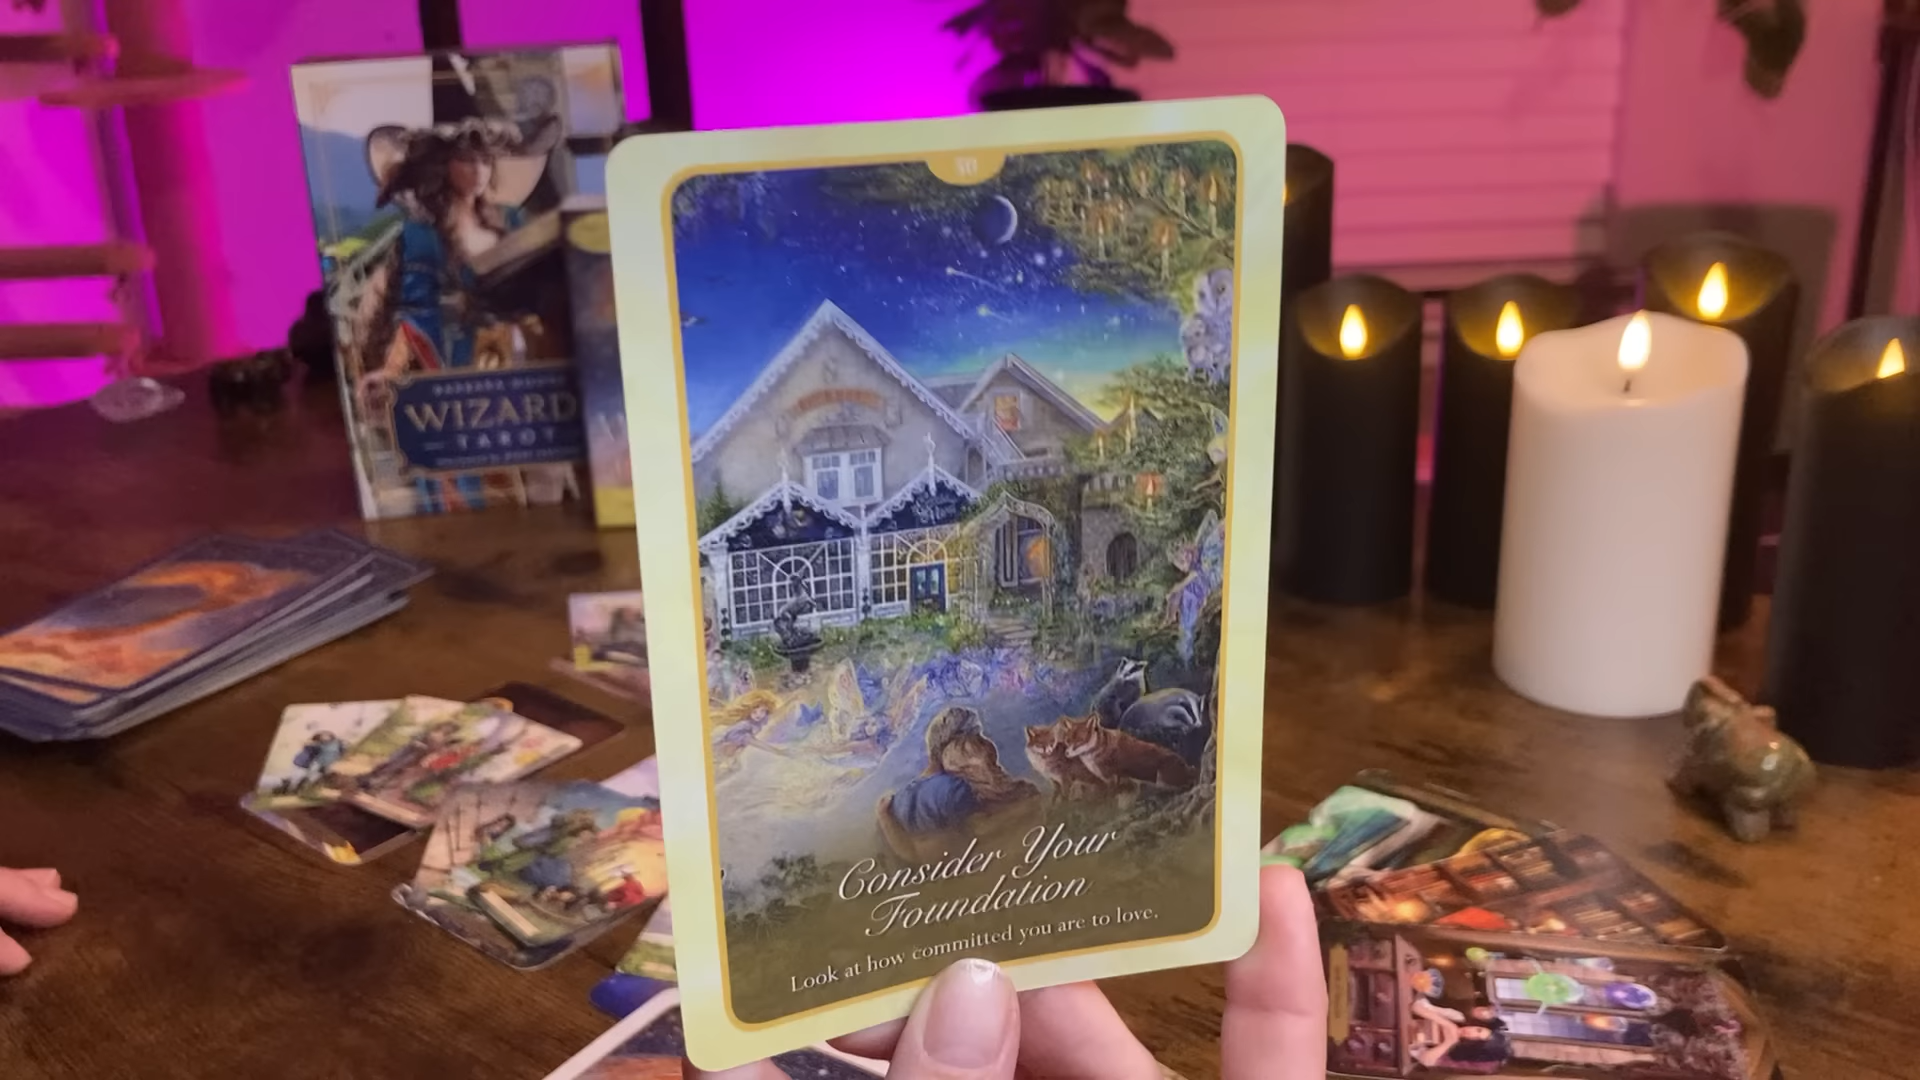 WIZARDS
TAROT
Consider Your
Foundation
Look at how committed you are to love.